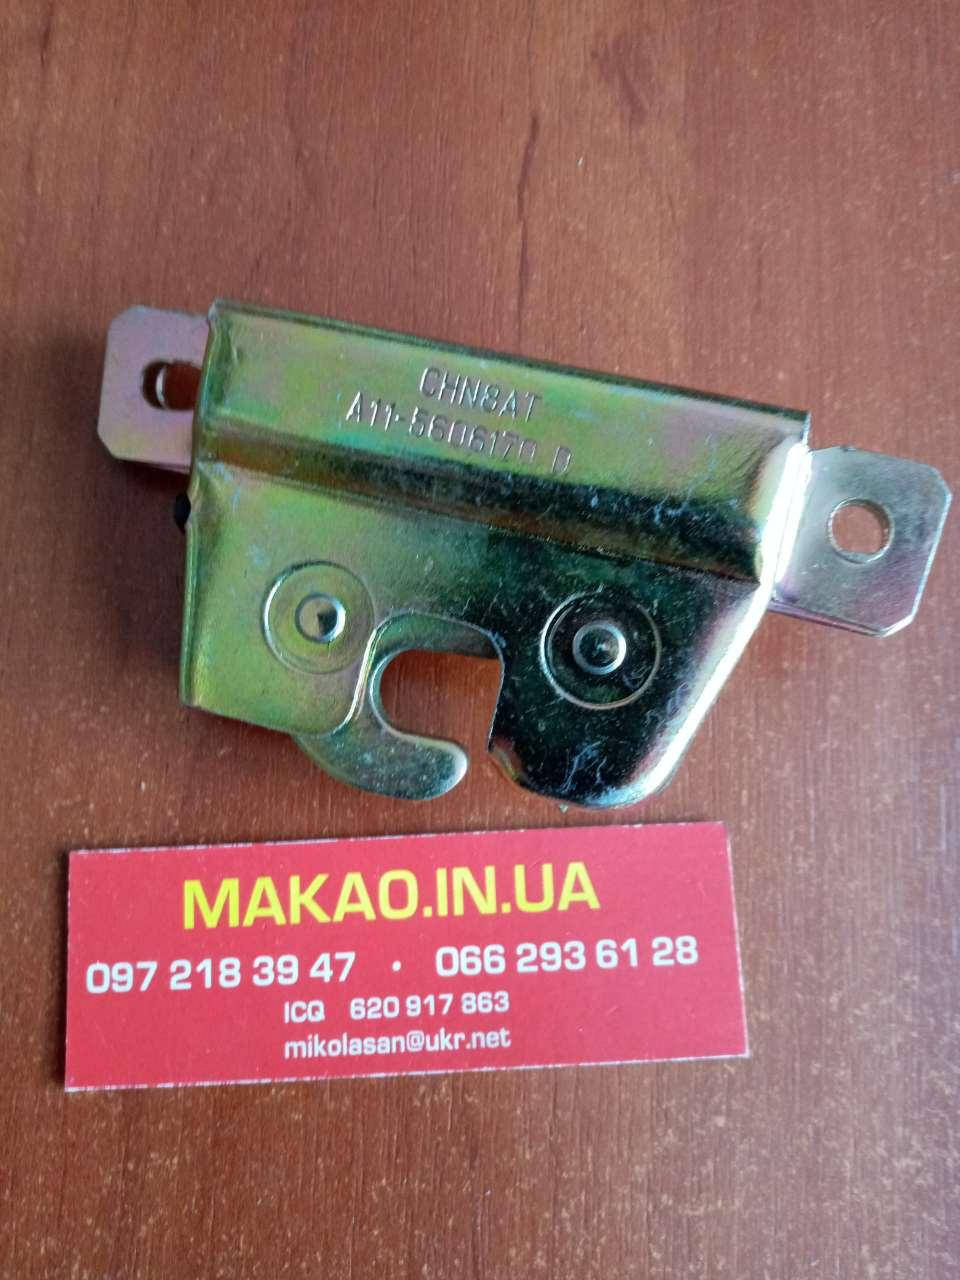 CHN8AT
A11-5606170 D
MAKAO.IN.UA
097 218 39 47 • 066 293 61 28
ICQ 620 917 863
mikolasan@ukr.net